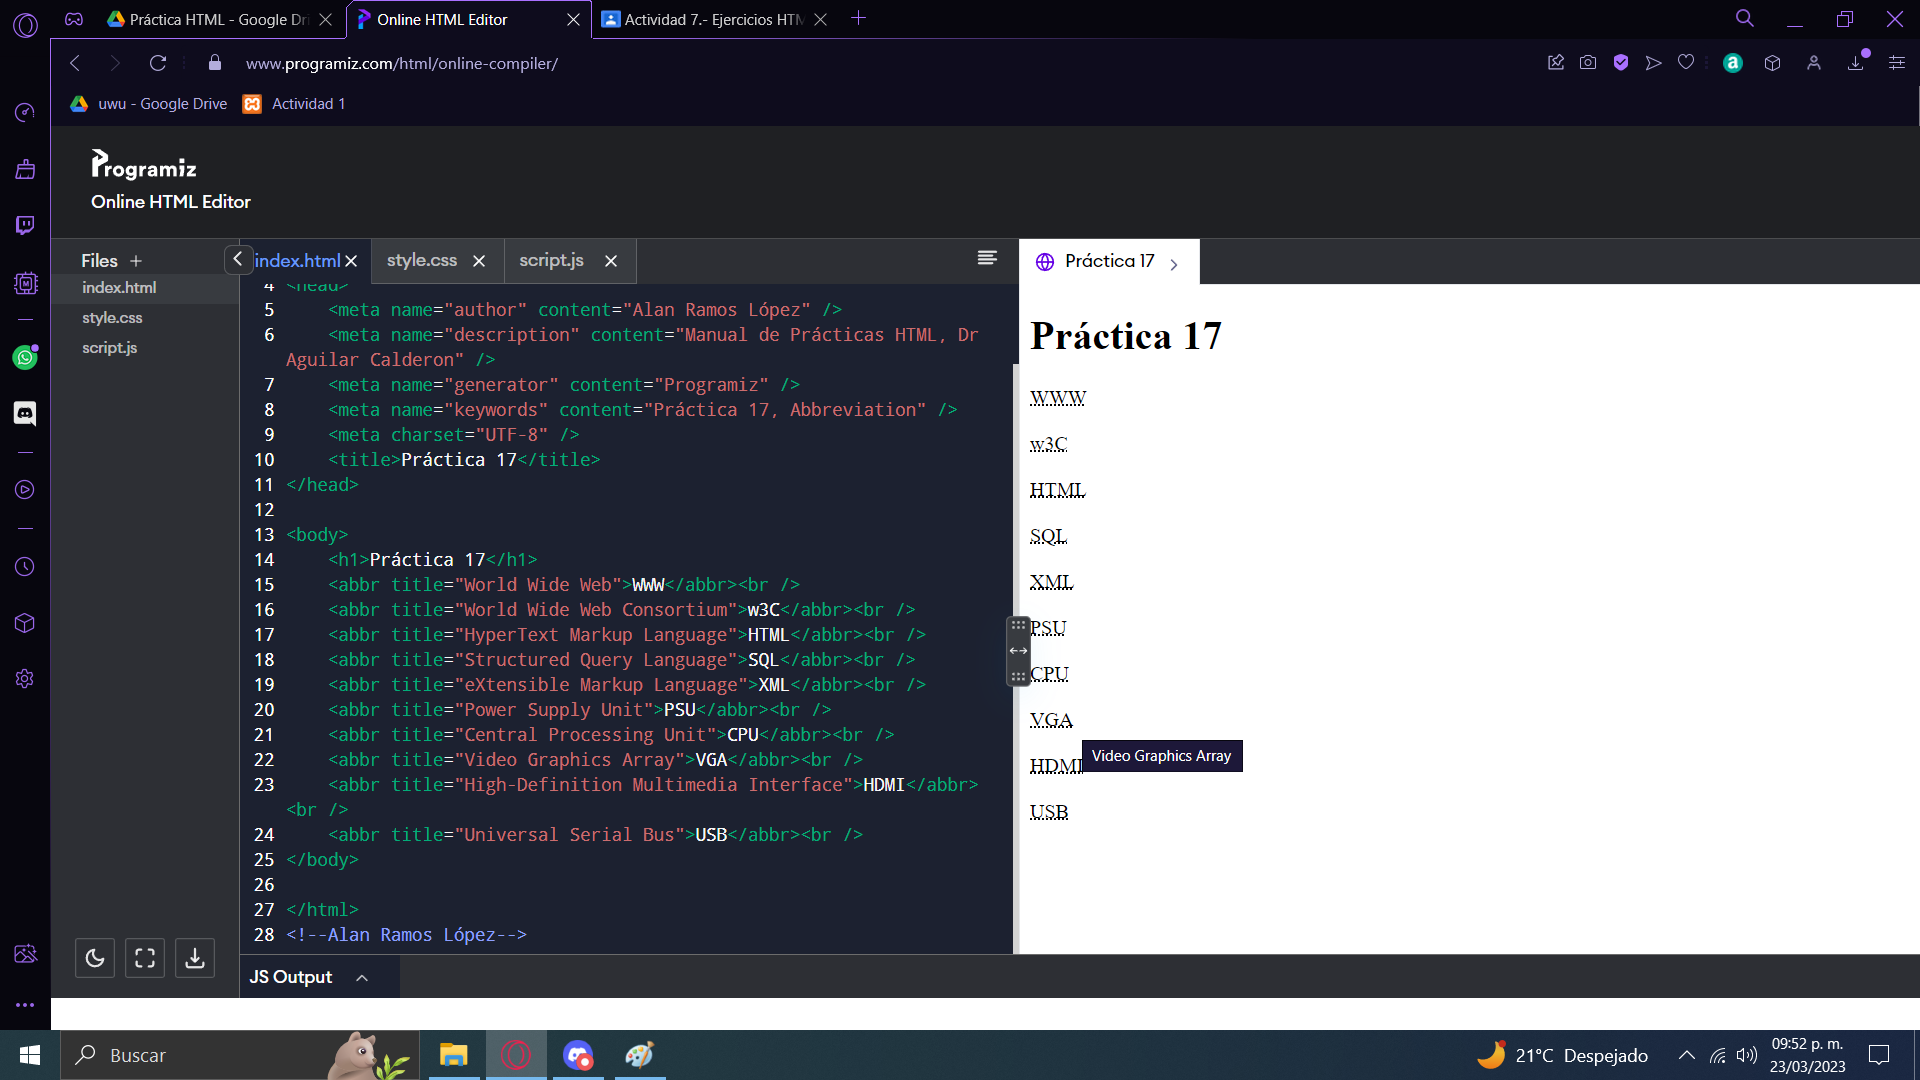 Práctica HTML - Google Dri
Online HTML Editor
Actividad 7.- Ejercicios HTM
www.programiz.com/html/online-compiler/
uwu - Google Drive
Actividad 1
Programiz
Online HTML Editor
Files +
index.html
style.css
script.js
index.html
style.css
script.js
4 <head>
5 <meta name="author" content="Alan Ramos López" />
6 <meta name="description" content="Manual de Prácticas HTML, Dr
Aguilar Calderon" />
7 <meta name="generator" content="Programiz" />
8 <meta name="keywords" content="Práctica 17, Abbreviation" />
9 <meta charset="UTF-8" />
10 <title>Práctica 17</title>
11 </head>
12
13 <body>
14 <h1>Práctica 17</h1>
15 <abbr title="World Wide Web">WWW</abbr><br />
16 <abbr title="World Wide Web Consortium">w3C</abbr><br />
17 <abbr title="HyperText Markup Language">HTML</abbr><br />
18 <abbr title="Structured Query Language">SQL</abbr><br />
19 <abbr title="eXtensible Markup Language">XML</abbr><br />
20 <abbr title="Power Supply Unit">PSU</abbr><br />
21 <abbr title="Central Processing Unit">CPU</abbr><br />
22 <abbr title="Video Graphics Array">VGA</abbr><br />
23 <abbr title="High-Definition Multimedia Interface">HDMI</abbr>
<br />
24 <abbr title="Universal Serial Bus">USB</abbr><br />
25 </body>
26
27 </html>
28 <!--Alan Ramos López-->
JS Output
Práctica 17
Práctica 17
WWW
w3C
HTML
SQL
XML
PSU
CPU
VGA
Video Graphics Array
HDMI
USB
Buscar
21°C Despejado
09:52 p. m.
23/03/2023